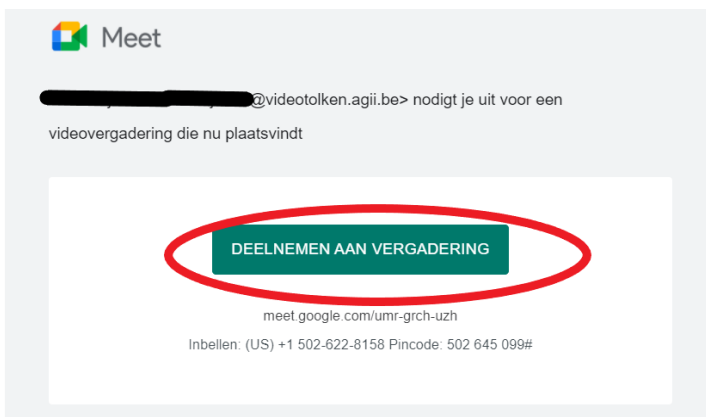 Meet
@videotolken.agii.be> nodigt je uit voor een
videovergadering die nu plaatsvindt
DEELNEMEN AAN VERGADERING
meet.google.com/umr-grch-uzh
Inbellen: (US) +1 502-622-8158 Pincode: 502 645 099#